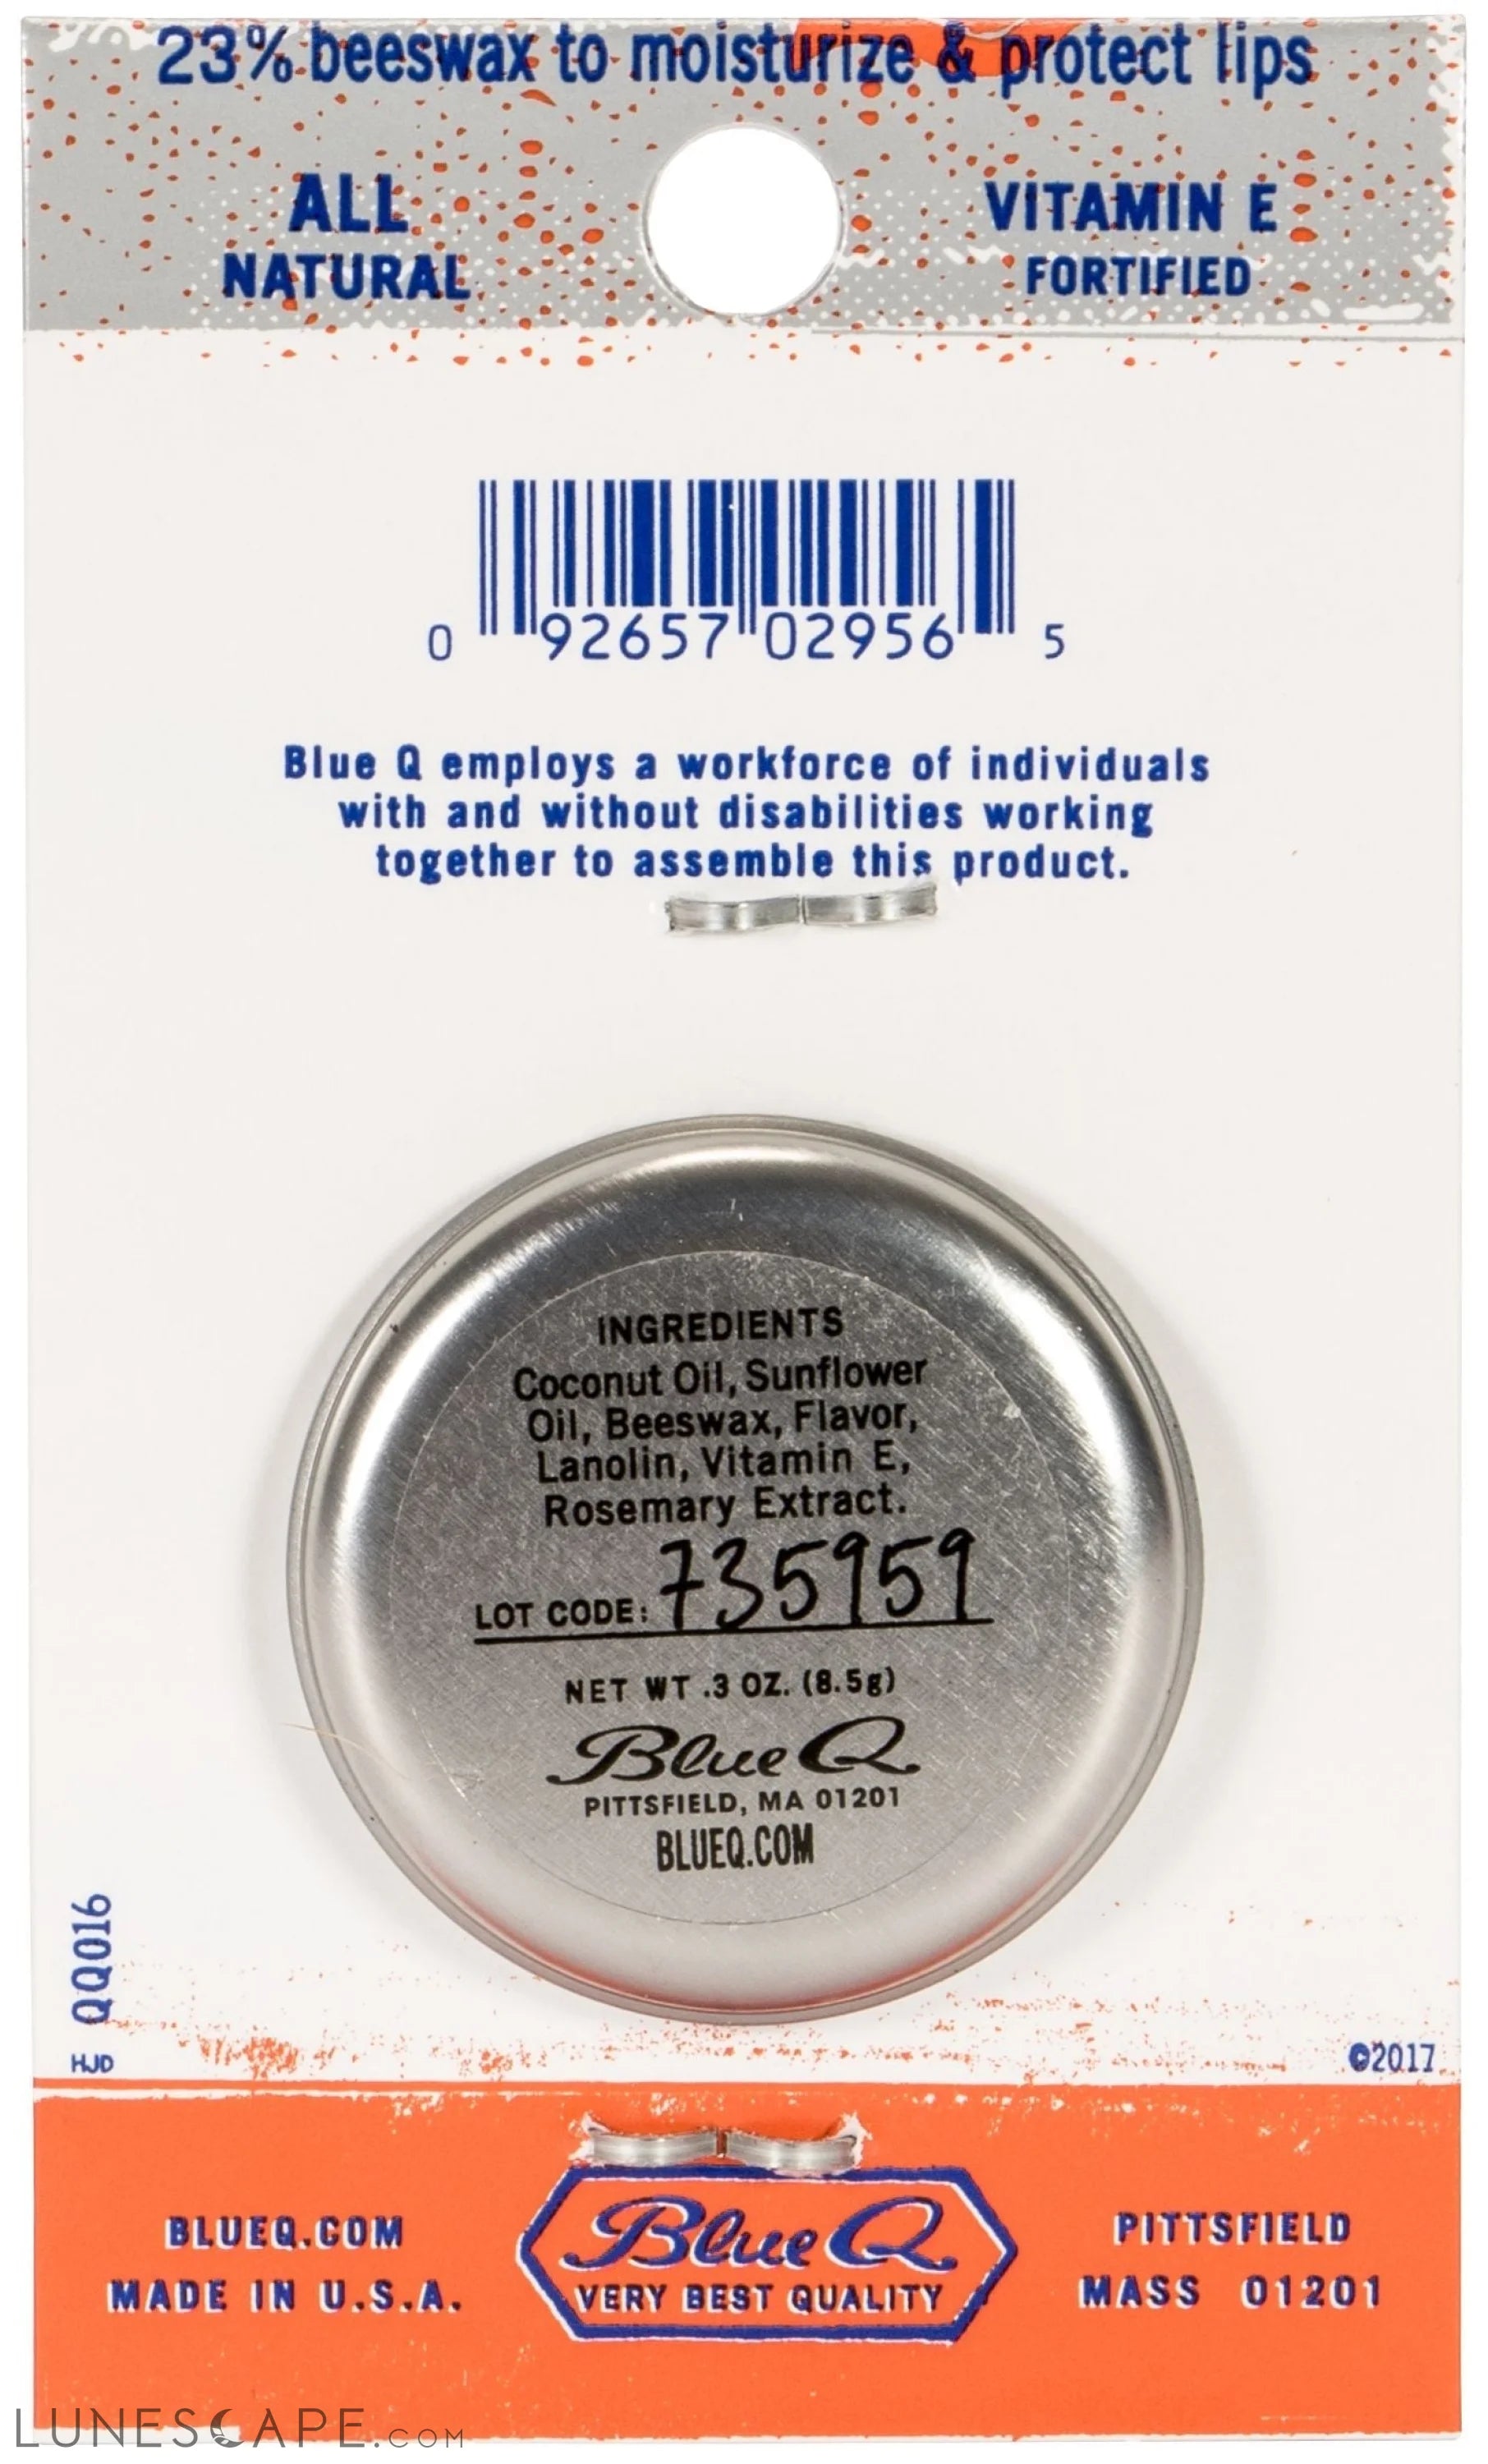 23% beeswax to moisturize & protect lips
ALL
NATURAL
VITAMIN E
FORTIFIED
0 92657 02956 5
Blue Q employs a workforce of individuals
with and without disabilities working
together to assemble this product.
INGREDIENTS
Coconut Oil, Sunflower
Oil, Beeswax, Flavor,
Lanolin, Vitamin E,
Rosemary Extract.
LOT CODE: 735959
NET WT .3 OZ. (8.5g)
Blue Q
PITTSFIELD, MA 01201
BLUEQ.COM
QQ016
HJD
©2017
BLUEQ.COM
MADE IN U.S.A.
Blue Q
VERY BEST QUALITY
PITTSFIELD
MASS 01201
LUNESCAPE.COM